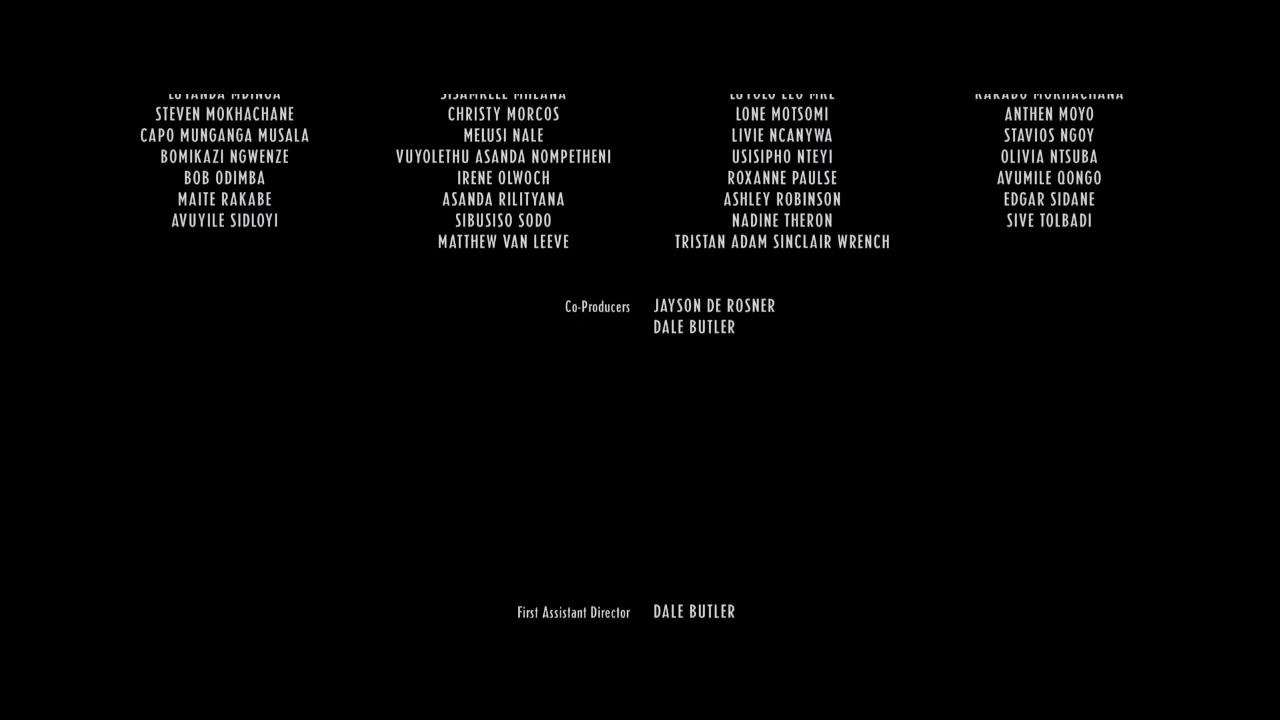 STEVEN MOKHACHANE CHRISTY MORCOS LONE MOTSOMI ANTHEN MOYO
CAPO MUNGANGA MUSALA MELUSI NALE LIVIE NCANYWA STAVIOS NGOY
BOMIKAZI NGWENZE VUYOLETHU ASANDA NOMPETHENI USISIPHO NTEYI OLIVIA NTSUBA
BOB ODIMBA IRENE OLWOCH ROXANNE PAULSE AVUMILE QONGO
MAITE RAKABE ASANDA RILITYANA ASHLEY ROBINSON EDGAR SIDANE
AVUYILE SIDLOYI SIBUSISO SODO NADINE THERON SIVE TOLBADI
MATTHEW VAN LEEVE TRISTAN ADAM SINCLAIR WRENCH
Co-Producers JAYSON DE ROSNER
DALE BUTLER
First Assistant Director DALE BUTLER